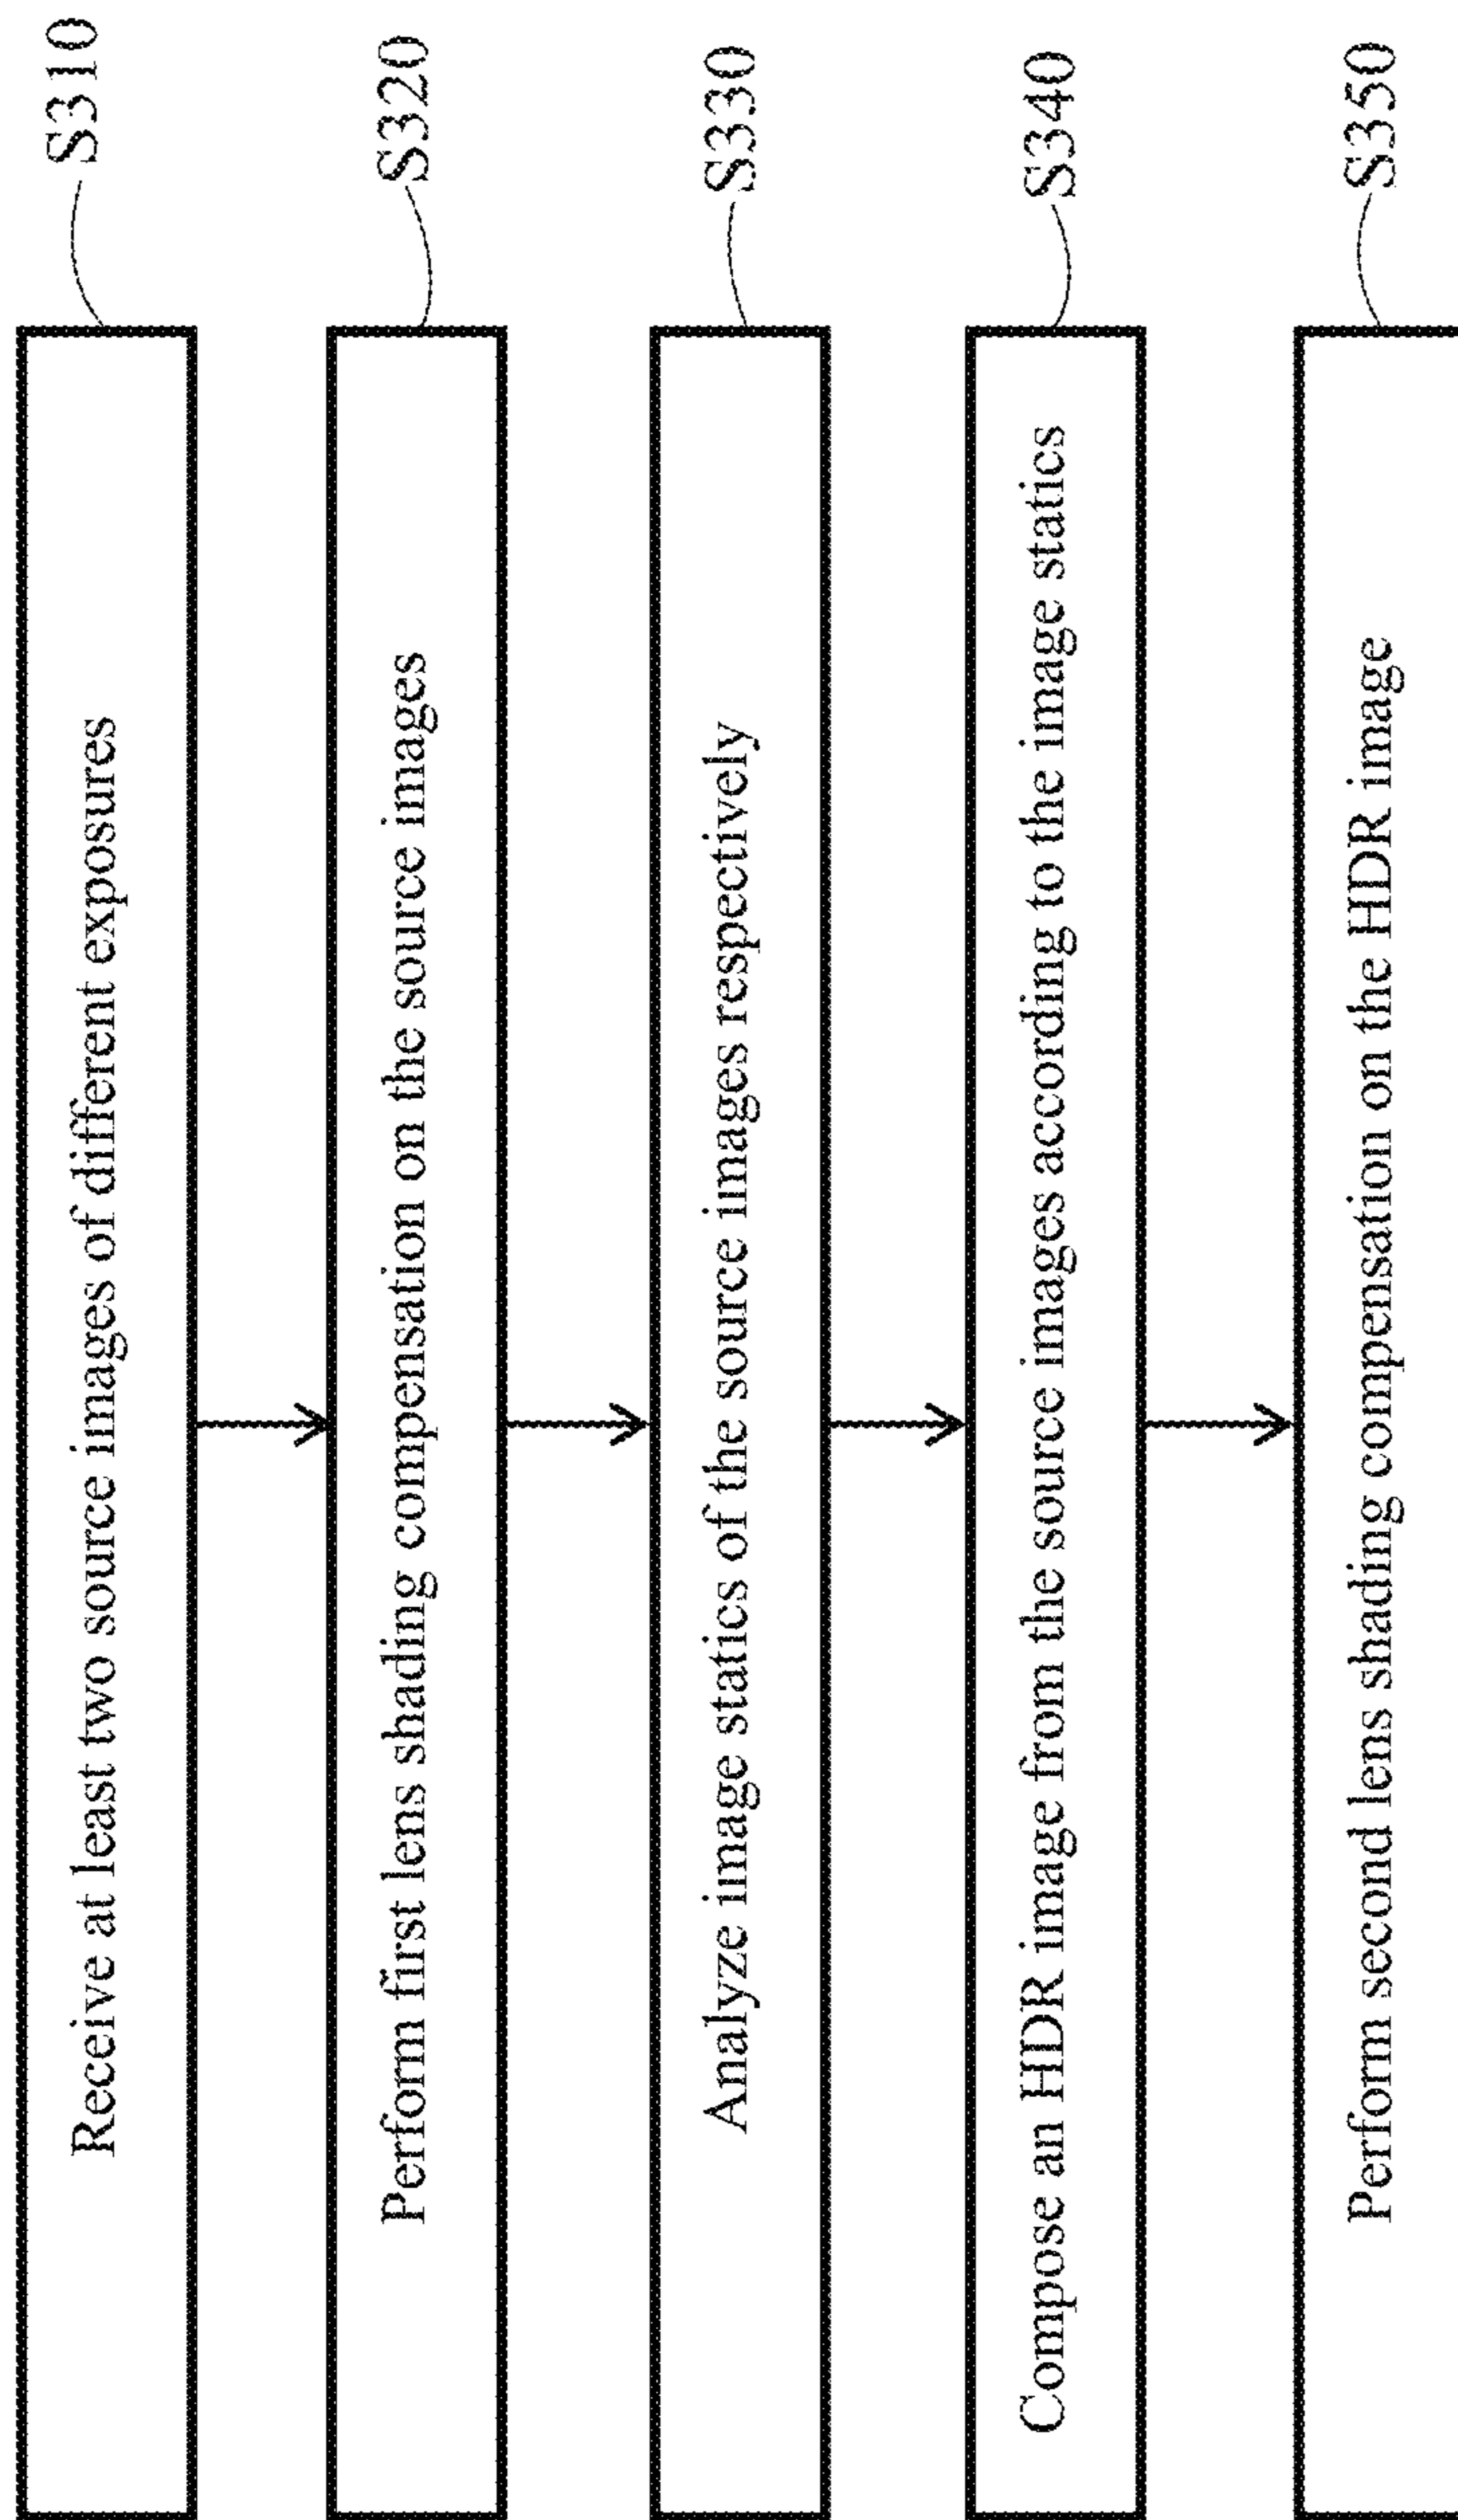 Receive at least two source images of different exposures
S310
Perform first lens shading compensation on the source images
S320
Analyze image statics of the source images respectively
S330
Compose an HDR image from the source images according to the image statics
S340
Perform second lens shading compensation on the HDR image
S350